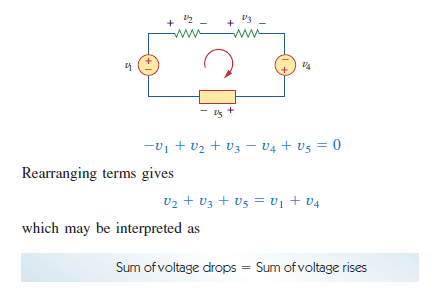 + v₂ − + v₃ −
v₁ + − − + v₄
− v₅ +
−v₁ + v₂ + v₃ − v₄ + v₅ = 0
Rearranging terms gives
v₂ + v₃ + v₅ = v₁ + v₄
which may be interpreted as
Sum of voltage drops = Sum of voltage rises